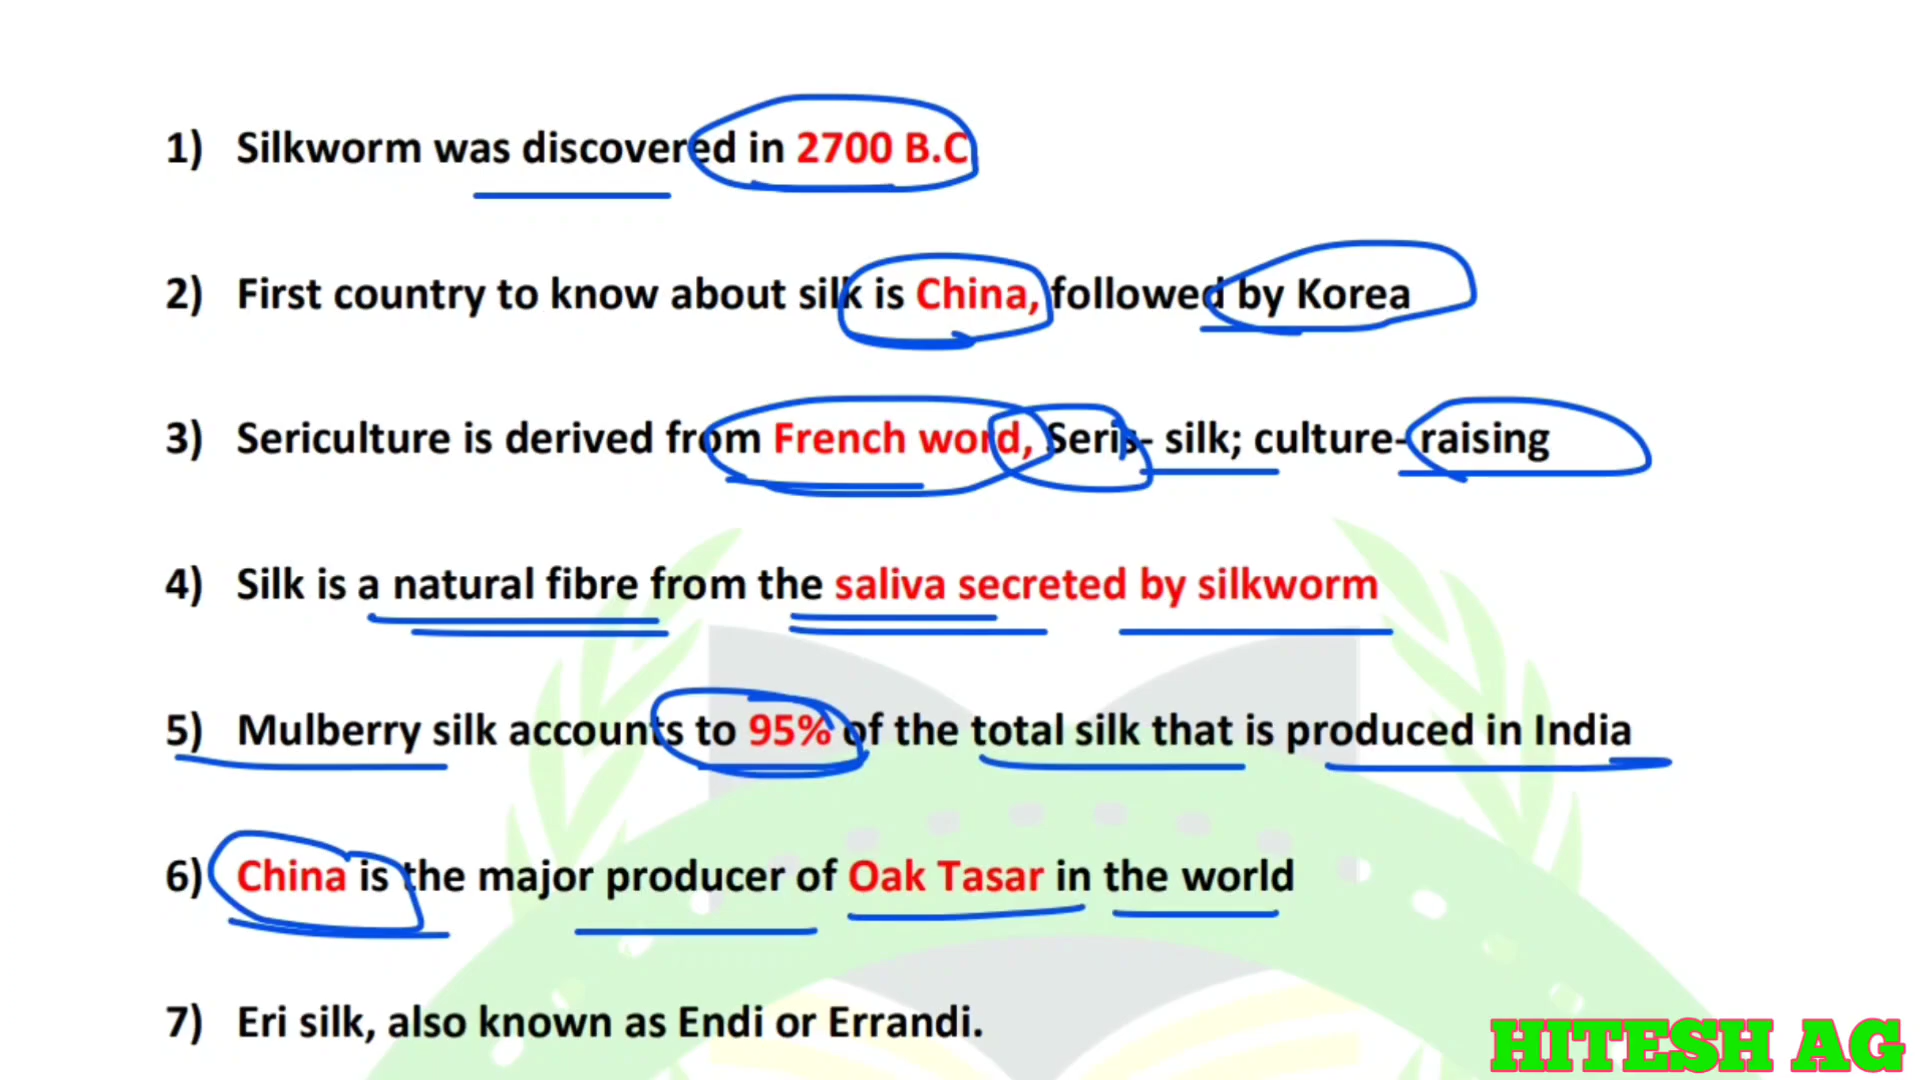 1) Silkworm was discovered in 2700 B.C
2) First country to know about silk is China, followed by Korea
3) Sericulture is derived from French word, Seris- silk; culture- raising
4) Silk is a natural fibre from the saliva secreted by silkworm
5) Mulberry silk accounts to 95% of the total silk that is produced in India
6) China is the major producer of Oak Tasar in the world
7) Eri silk, also known as Endi or Errandi.
HITESH AG